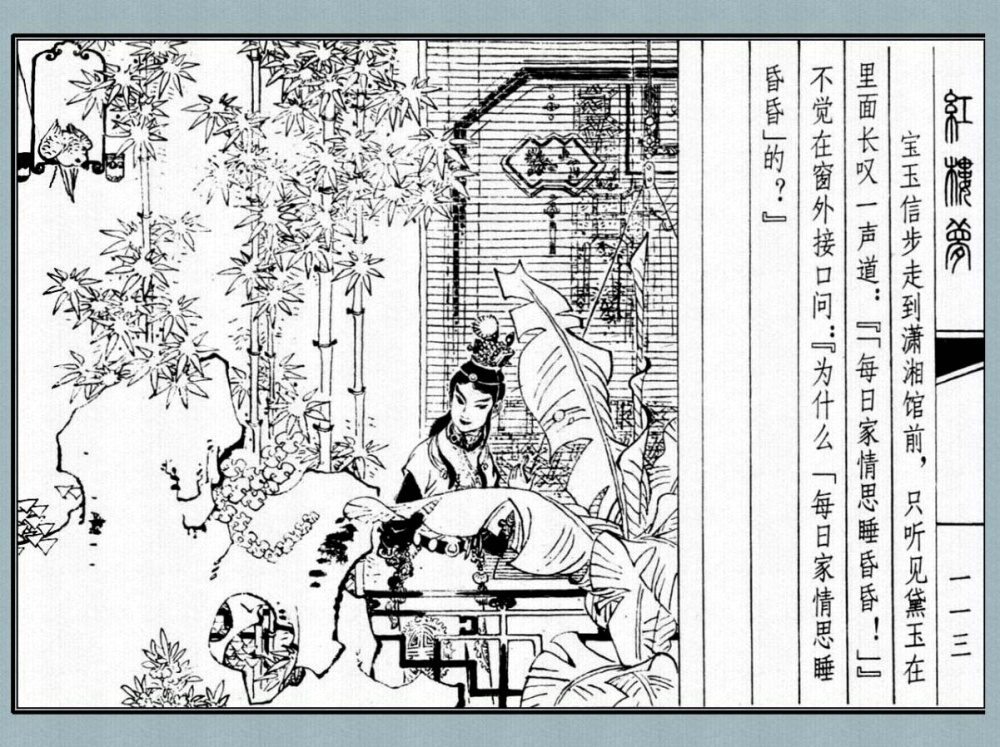 紅樓夢
一一三
宝玉信步走到潇湘馆前，只听见黛玉在
里面长叹一声道：『「每日家情思睡昏昏！」』
不觉在窗外接口问：『为什么「每日家情思睡
昏昏」的？』